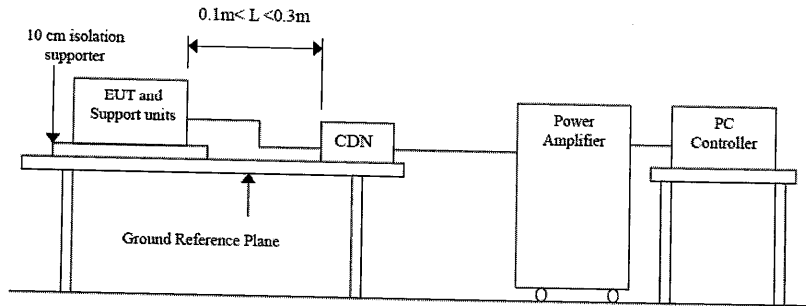 0.1m< L <0.3m
10 cm isolation
supporter
EUT and
Support units
CDN
Power
Amplifier
PC
Controller
Ground Reference Plane